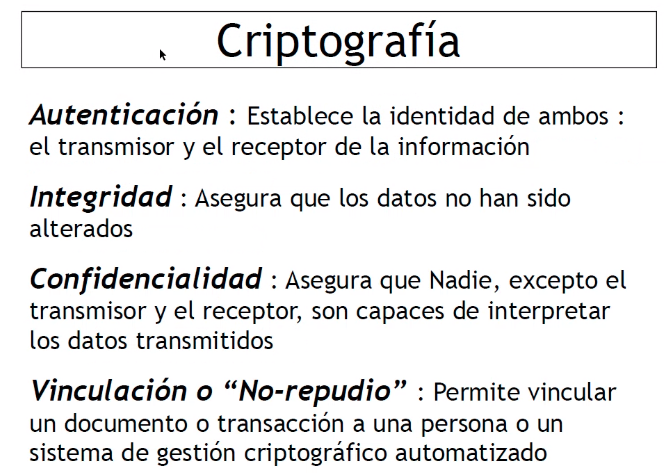 Criptografía
Autenticación : Establece la identidad de ambos :
el transmisor y el receptor de la información
Integridad : Asegura que los datos no han sido
alterados
Confidencialidad : Asegura que Nadie, excepto el
transmisor y el receptor, son capaces de interpretar
los datos transmitidos
Vinculación o “No-repudio” : Permite vincular
un documento o transacción a una persona o un
sistema de gestión criptográfico automatizado